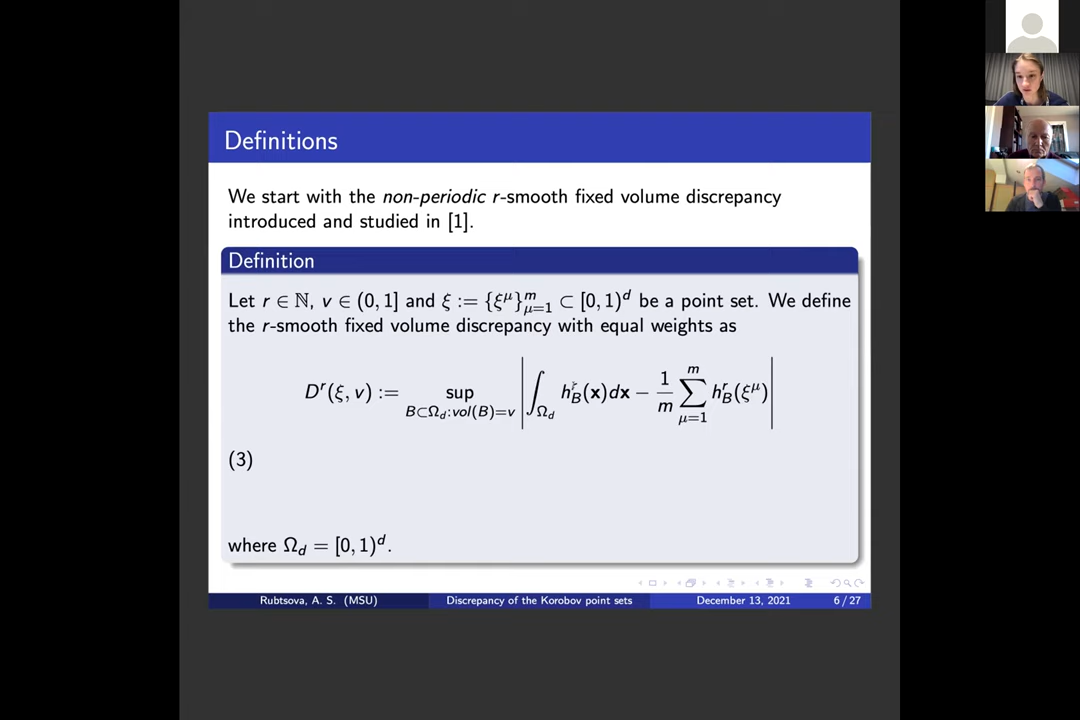 Definitions
We start with the non-periodic r-smooth fixed volume discrepancy
introduced and studied in [1].
Definition
Let r ∈ ℕ, v ∈ (0, 1] and ξ := {ξ^μ}_{μ=1}^m ⊂ [0, 1)^d be a point set. We define
the r-smooth fixed volume discrepancy with equal weights as
D^r(ξ, v) := sup_{B⊂Ω_d:vol(B)=v} |∫_{Ω_d} h_B^r(x)dx − 1/m ∑_{μ=1}^m h_B^r(ξ^μ)|
(3)
where Ω_d = [0, 1)^d.
Rubtsova, A. S. (MSU) Discrepancy of the Korobov point sets December 13, 2021 6 / 27